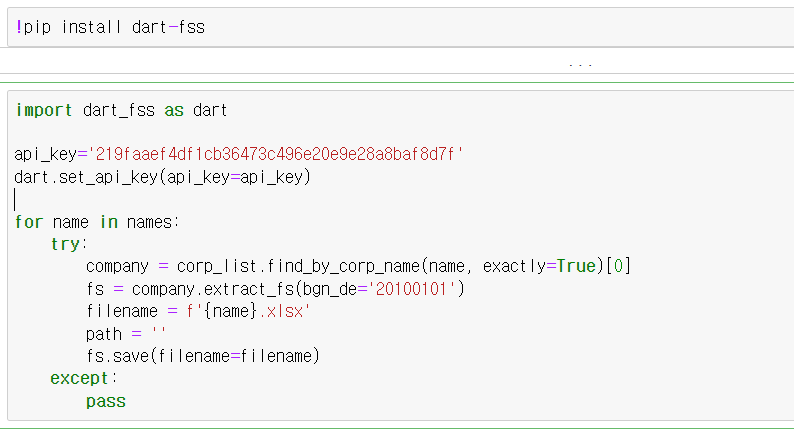 !pip install dart-fss
...
import dart_fss as dart
api_key='219faaef4df1cb36473c496e20e9e28a8baf8d7f'
dart.set_api_key(api_key=api_key)
for name in names:
try:
company = corp_list.find_by_corp_name(name, exactly=True)[0]
fs = company.extract_fs(bgn_de='20100101')
filename = f'{name}.xlsx'
path = ''
fs.save(filename=filename)
except:
pass